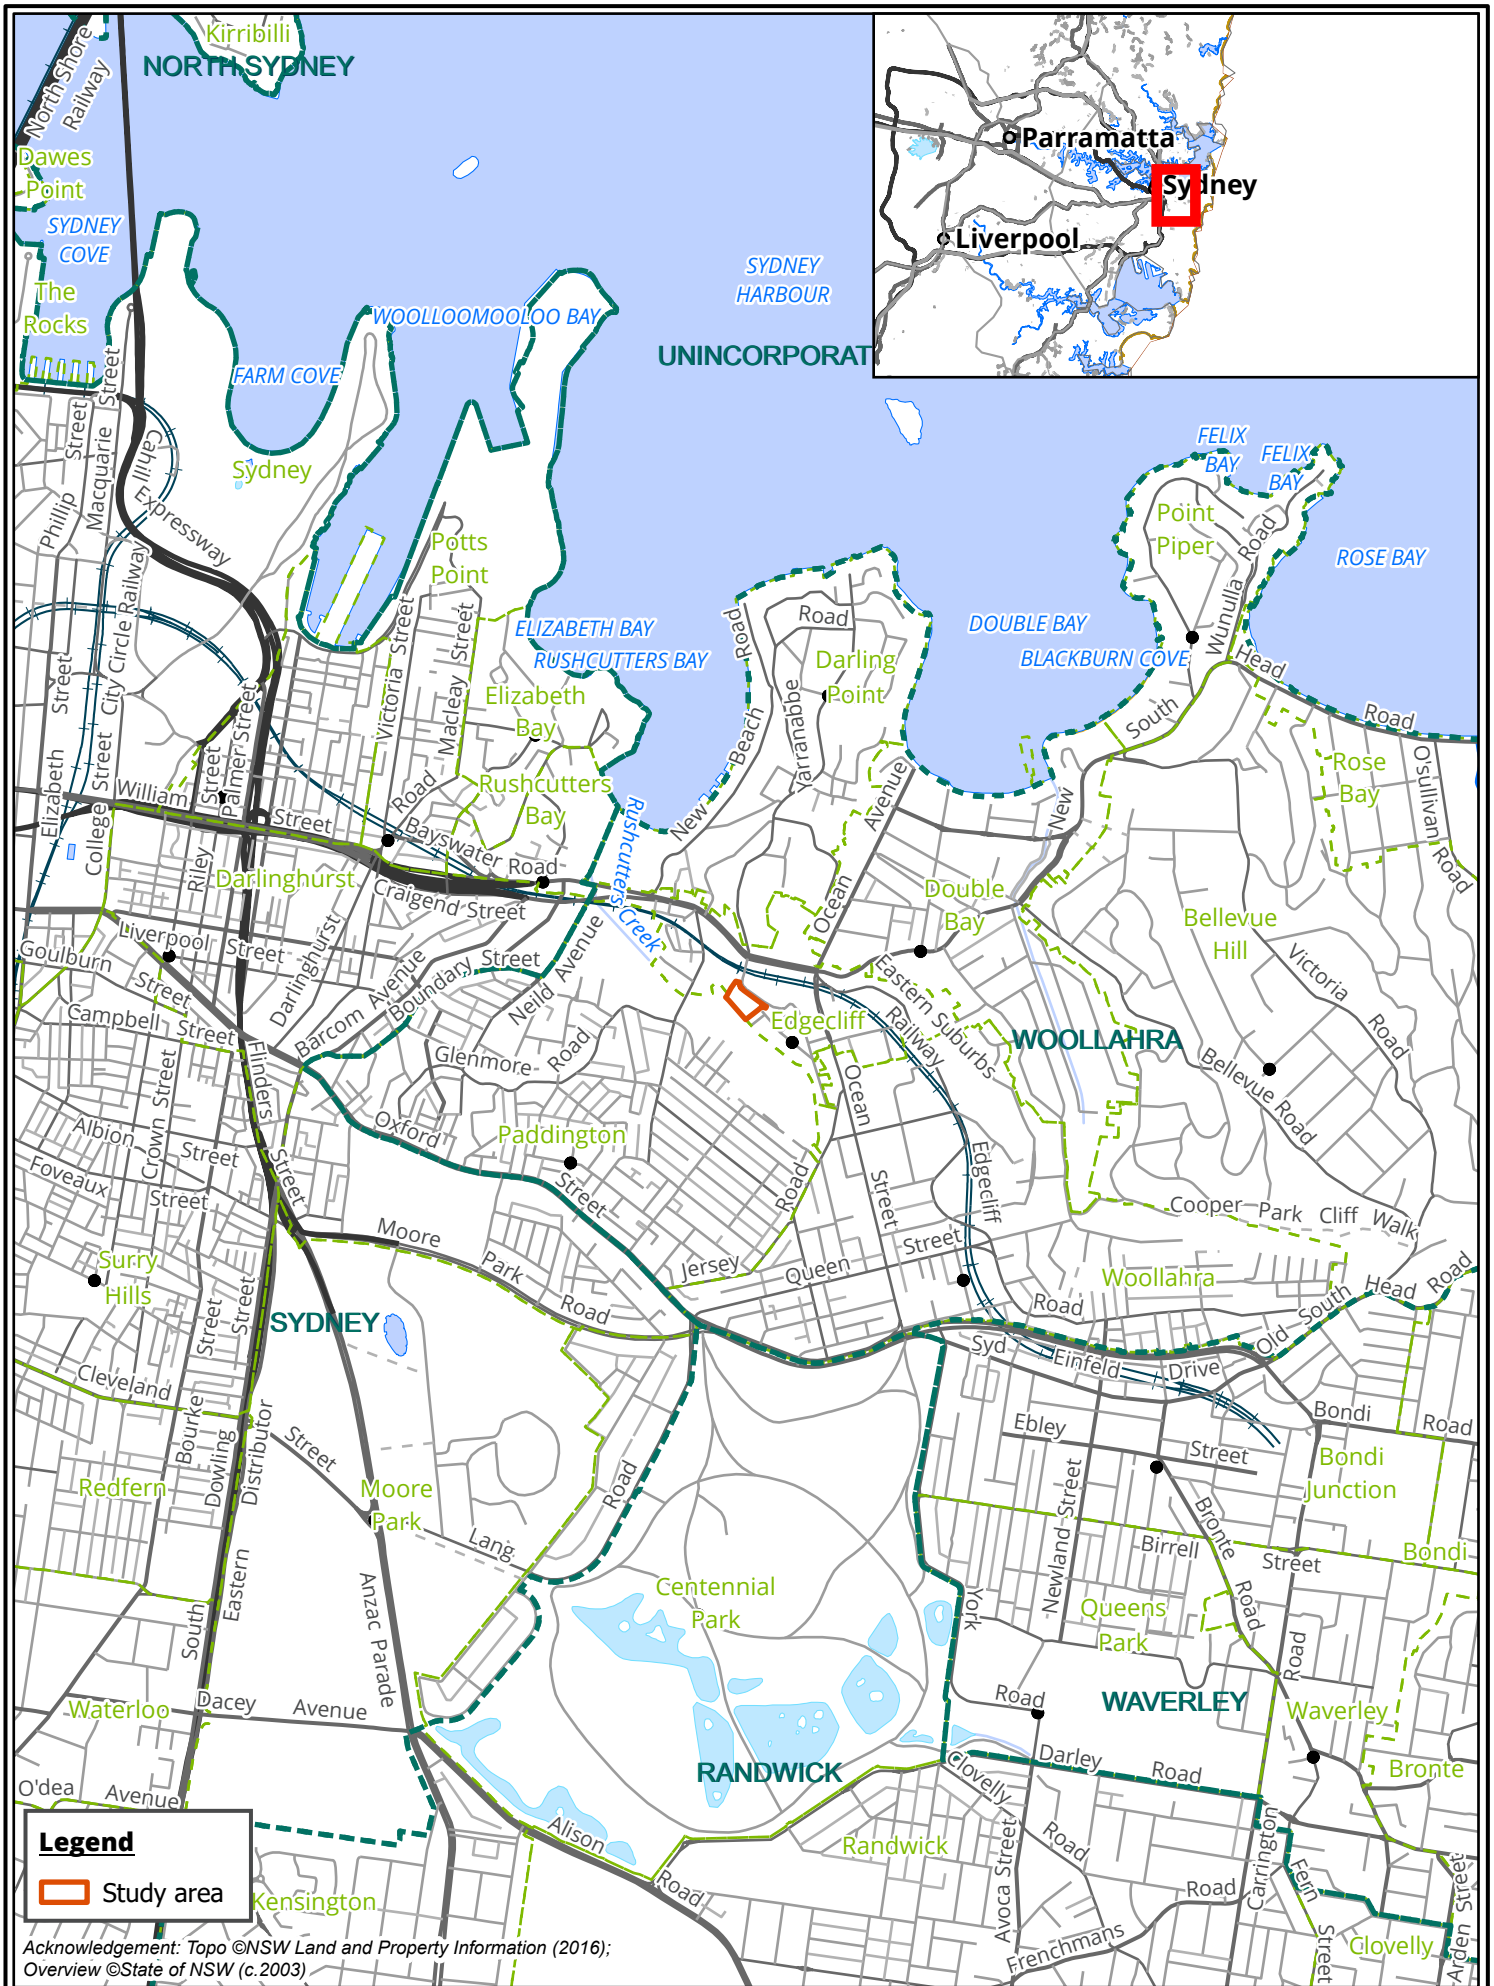 Kirribilli
NORTH SYDNEY
North Shore
Railway
Dawes
Point
SYDNEY
COVE
The
Rocks
Parramatta
Sydney
Liverpool
SYDNEY
HARBOUR
UNINCORPORAT
WOOLLOOMOOLOO BAY
FARM COVE
Sydney
Phillip
Street
Macquarie
Street
Cahill
Expressway
Potts
Point
FELIX
BAY
FELIX
BAY
Point
Piper
ROSE BAY
Wunulla
Road
DOUBLE BAY
BLACKBURN COVE
ELIZABETH BAY
RUSHCUTTERS BAY
Elizabeth
Bay
Darling
Point
Road
Road
New
Beach
Yarranabbe
City Circle Railway
Elizabeth
Street
College
Street
Victoria
Street
Macleay
Street
Palmer Street
Street
William
Street
Riley
Road
Bayswater
Road
Rushcutters
Bay
Rushcutters
Creek
Ocean
Avenue
South
Head
Road
New
Rose
Bay
O'sullivan
Road
Darlinghurst
Craigend Street
Double
Bay
Bellevue
Hill
Victoria
Road
Goulburn
Street
Liverpool
Street
Darlinghurst
Campbell
Street
Barcom
Avenue
Boundary
Street
Neild
Avenue
Edgecliff
Eastern
Suburbs
Railway
WOOLLAHRA
Bellevue Road
Glenmore
Road
Flinders
Street
Crown
Street
Albion
Street
Foveaux
Street
Oxford
Street
Paddington
Ocean
Street
Edgecliff
Road
Jersey
Road
Queen
Street
Cooper
Park
Cliff
Walk
Woollahra
Old
South
Head
Road
Moore
Park
Road
Surry
Hills
SYDNEY
Cleveland
Street
Bourke
Street
South
Dowling
Street
Eastern
Distributor
Syd
Einfeld
Drive
Ebley
Street
Bondi
Road
Bondi
Junction
Bondi
Redfern
Moore
Park
Lang
Road
Anzac
Parade
Centennial
Park
York
Road
Newland
Street
Bronte
Road
Birrell
Street
Queens
Park
WAVERLEY
Waverley
Bronte
Road
Waterloo
Dacey
Avenue
RANDWICK
Clovelly
Road
Darley
Road
O'dea
Avenue
Alison
Road
Randwick
Avoca
Street
Frenchmans
Road
Carrington
Fern
Street
Clovelly
Arden
Street
Kensington
Legend
Study area
Acknowledgement: Topo ©NSW Land and Property Information (2016);
Overview ©State of NSW (c.2003)